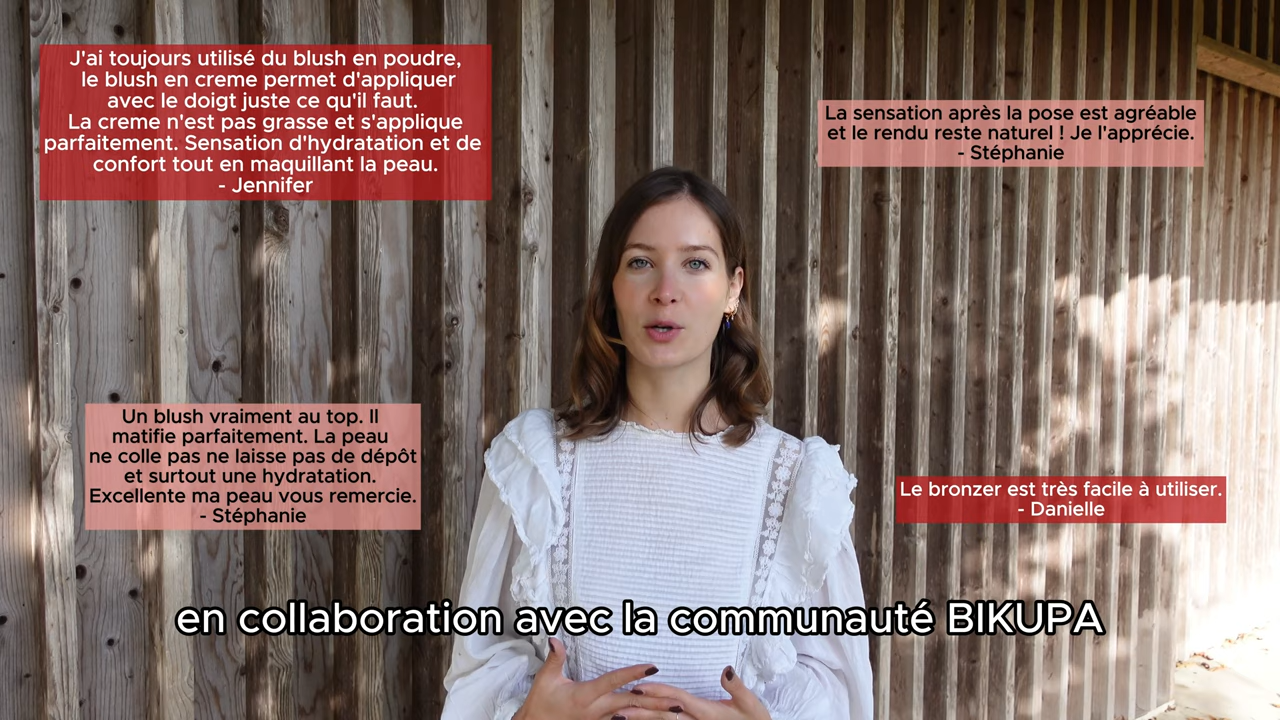 J'ai toujours utilisé du blush en poudre,
le blush en creme permet d'appliquer
avec le doigt juste ce qu'il faut.
La creme n'est pas grasse et s'applique
parfaitement. Sensation d'hydratation et de
confort tout en maquillant la peau.
- Jennifer
La sensation après la pose est agréable
et le rendu reste naturel ! Je l'apprécie.
- Stéphanie
Un blush vraiment au top. Il
matifie parfaitement. La peau
ne colle pas ne laisse pas de dépôt
et surtout une hydratation.
Excellente ma peau vous remercie.
- Stéphanie
Le bronzer est très facile à utiliser.
- Danielle
en collaboration avec la communauté BIKUPA